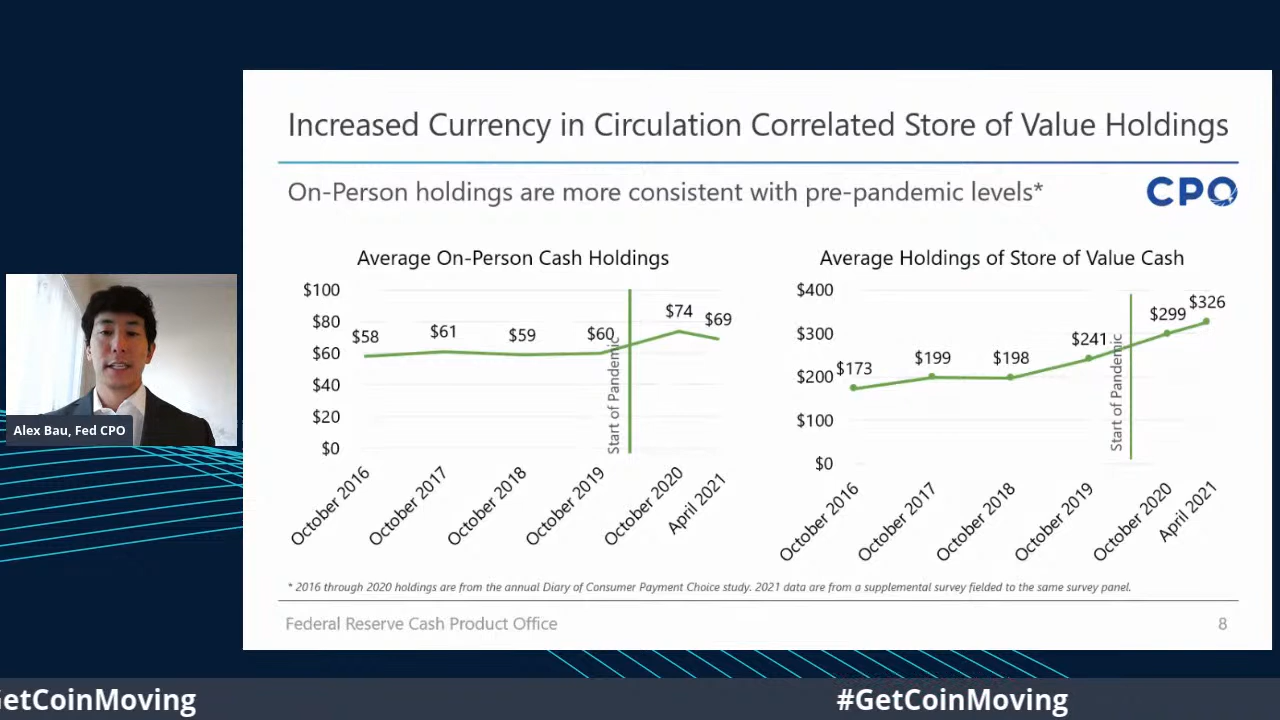 Increased Currency in Circulation Correlated Store of Value Holdings
On-Person holdings are more consistent with pre-pandemic levels*
CPO
Average On-Person Cash Holdings
$100
$80
$60
$40
$20
$0
$58
$61
$59
$60
$74
$69
Start of Pandemic
October 2016
October 2017
October 2018
October 2019
October 2020
April 2021
Average Holdings of Store of Value Cash
$400
$300
$200
$100
$0
$173
$199
$198
$241
$299
$326
Start of Pandemic
October 2016
October 2017
October 2018
October 2019
October 2020
April 2021
* 2016 through 2020 holdings are from the annual Diary of Consumer Payment Choice study. 2021 data are from a supplemental survey fielded to the same survey panel.
Federal Reserve Cash Product Office
8
Alex Bau, Fed CPO
GetCoinMoving
#GetCoinMoving